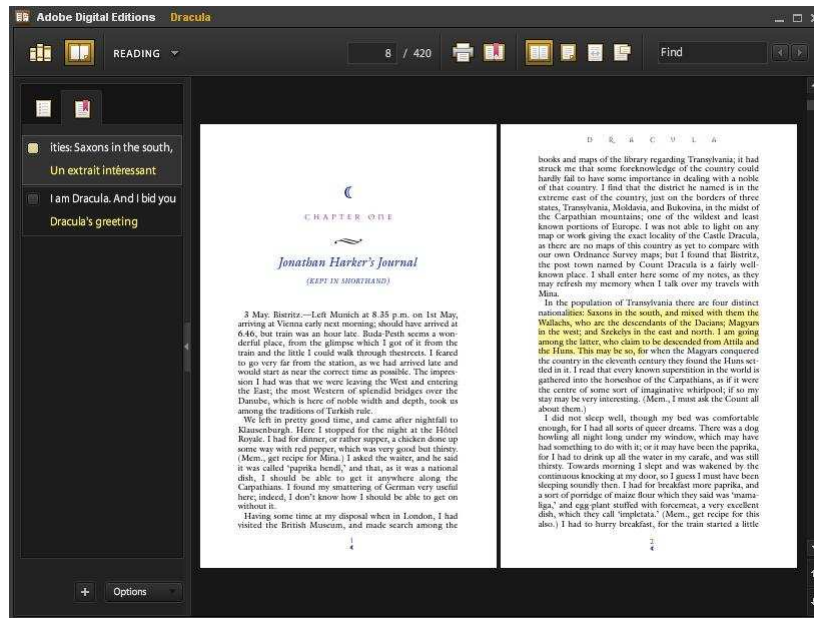 Adobe Digital Editions Dracula
READING 8 / 420 Find
ities: Saxons in the south,
Un extrait intéressant
I am Dracula. And I bid you
Dracula's greeting
Options
CHAPTER ONE
Jonathan Harker's Journal
(KEPT IN SHORTHAND)
3 May. Bistritz.—Left Munich at 8.35 p.m. on 1st May,
arriving at Vienna early next morning; should have arrived at
6.46, but train was an hour late. Buda-Pesth seems a won-
derful place, from the glimpse which I got of it from the
train and the little I could walk through thestreets. I feared
to go very far from the station, as we had arrived late and
would start as near the correct time as possible. The impres-
sion I had was that we were leaving the West and entering
the East; the most Western of splendid bridges over the
Danube, which is here of noble width and depth, took us
among the traditions of Turkish rule.
We left in pretty good time, and came after nightfall to
Klausenburgh. Here I stopped for the night at the Hôtel
Royale. I had for dinner, or rather supper, a chicken done up
some way with red pepper, which was very good but thirsty.
(Mem., get recipe for Mina.) I asked the waiter, and he said
it was called ‘paprika hendl,’ and that, as it was a national
dish, I should be able to get it anywhere along the
Carpathians. I found my smattering of German very useful
here; indeed, I don’t know how I should be able to get on
without it.
Having some time at my disposal when in London, I had
visited the British Museum, and made search among the
1
DRACULA
books and maps of the library regarding Transylvania; it had
struck me that some foreknowledge of the country could
hardly fail to have some importance in dealing with a noble
of that country. I find that the district he named is in the
extreme east of the country, just on the borders of three
states, Transylvania, Moldavia, and Bukovina, in the midst of
the Carpathian mountains; one of the wildest and least
known portions of Europe. I was not able to light on any
map or work giving the exact locality of the Castle Dracula,
as there are no maps of this country as yet to compare with
our own Ordnance Survey maps; but I found that Bistritz,
the post town named by Count Dracula is a fairly well-
known place. I shall enter here some of my notes, as they
may refresh my memory when I talk over my travels with
Mina.
In the population of Transylvania there are four distinct
nationalities: Saxons in the south, and mixed with them the
Wallachs, who are the descendants of the Dacians; Magyars
in the west; and Szekelys in the east and north. I am going
among the latter, who claim to be descended from Attila and
the Huns. This may be so, for when the Magyars conquered
the country in the eleventh century they found the Huns set-
tled in it. I read that every known superstition in the world is
gathered into the horseshoe of the Carpathians, as if it were
the centre of some sort of imaginative whirlpool; if so my
stay may be very interesting. (Mem., I must ask the Count all
about them.)
I did not sleep well, though my bed was comfortable
enough, for I had all sorts of queer dreams. There was a dog
howling all night long under my window, which may have
had something to do with it; or it may have been the paprika,
for I had to drink up all the water in my carafe, and was still
thirsty. Towards morning I slept and was wakened by the
continuous knocking at my door, so I guess I must have been
sleeping soundly then. I had for breakfast more paprika, and
a sort of porridge of maize flour which they said was ‘mama-
liga,’ and egg-plant stuffed with forcemeat, a very excellent
dish, which they call ‘impletata.’ (Mem., get recipe for this
also.) I had to hurry breakfast, for the train started a little
2